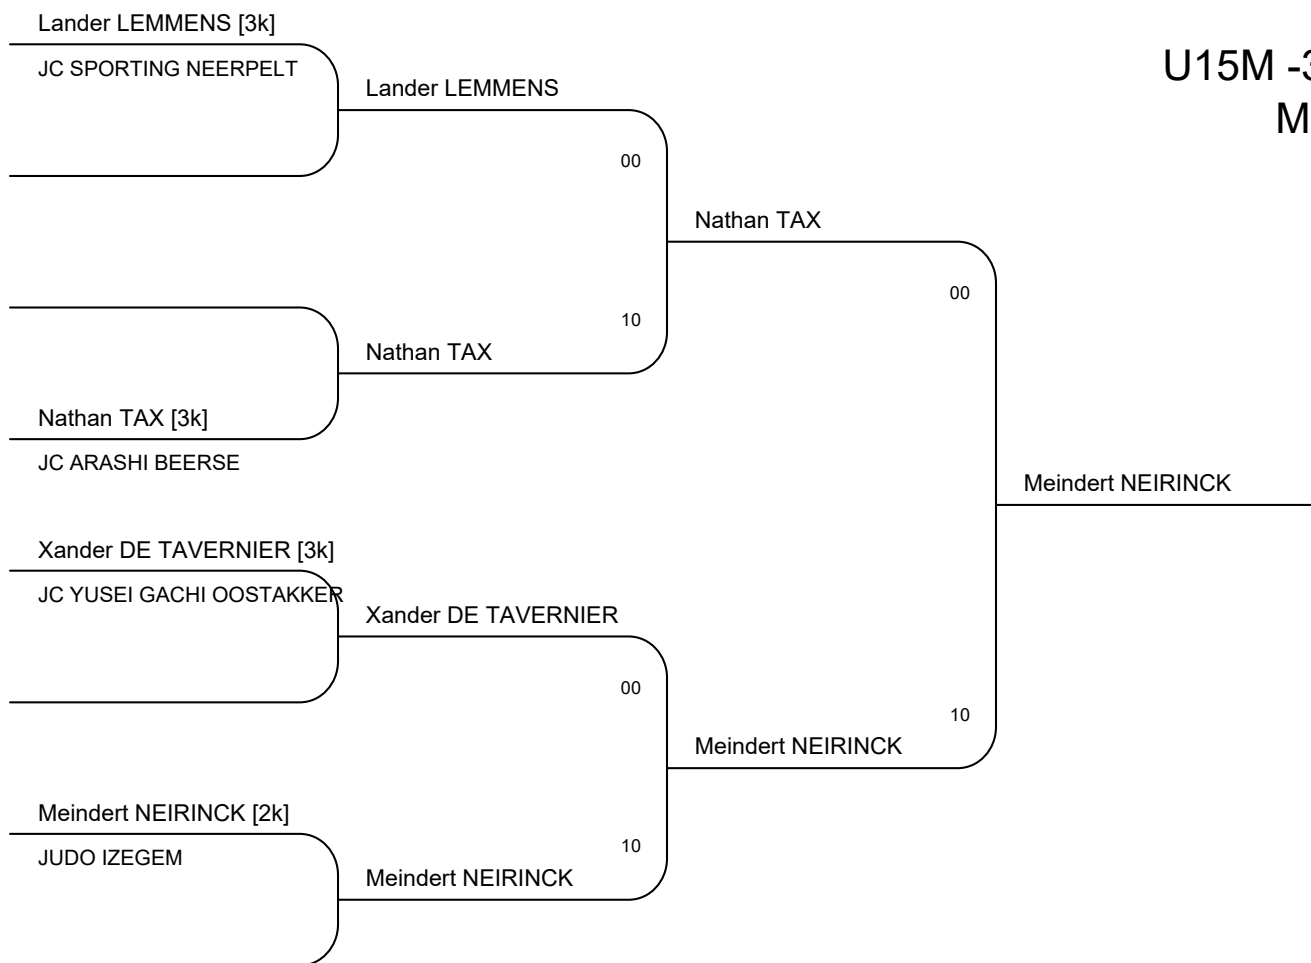 Lander LEMMENS [3k]
JC SPORTING NEERPELT
Lander LEMMENS
U15M -3
M
00
Nathan TAX
00
10
Nathan TAX
Nathan TAX [3k]
JC ARASHI BEERSE
Meindert NEIRINCK
Xander DE TAVERNIER [3k]
JC YUSEI GACHI OOSTAKKER
Xander DE TAVERNIER
00
10
Meindert NEIRINCK
Meindert NEIRINCK [2k]
JUDO IZEGEM
10
Meindert NEIRINCK